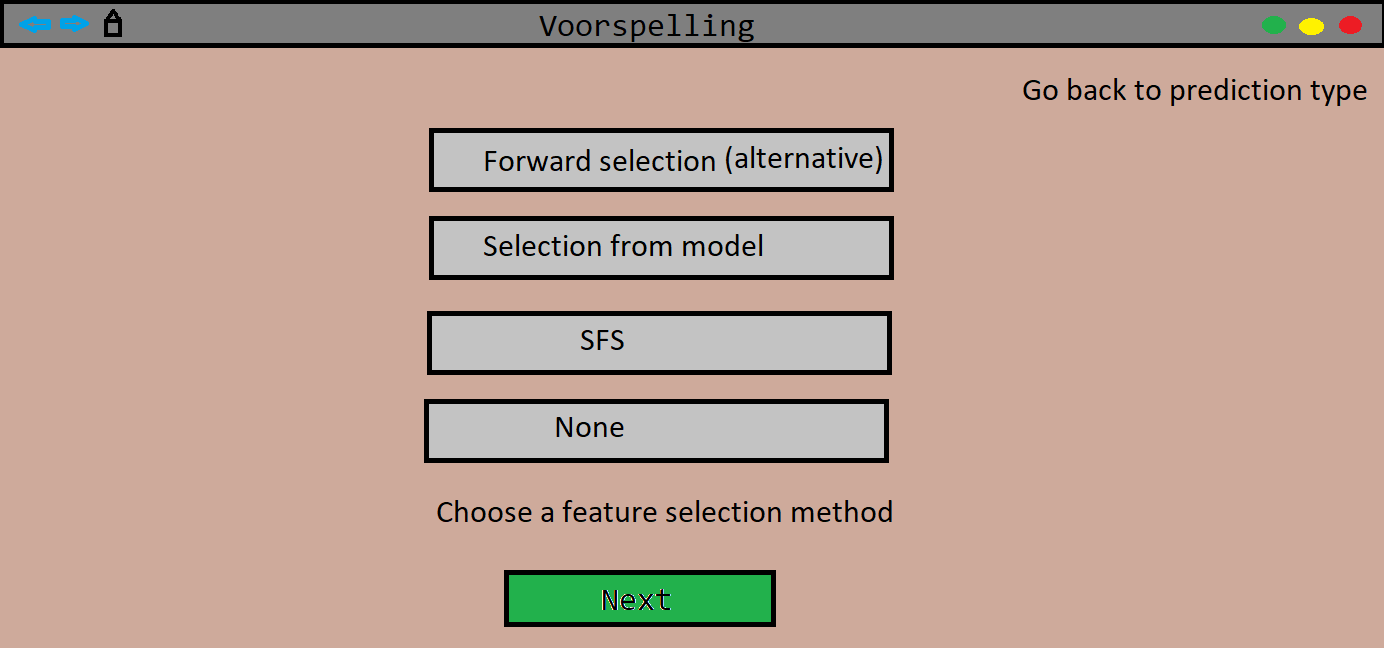 Voorspelling
Go back to prediction type
Forward selection (alternative)
Selection from model
SFS
None
Choose a feature selection method
Next